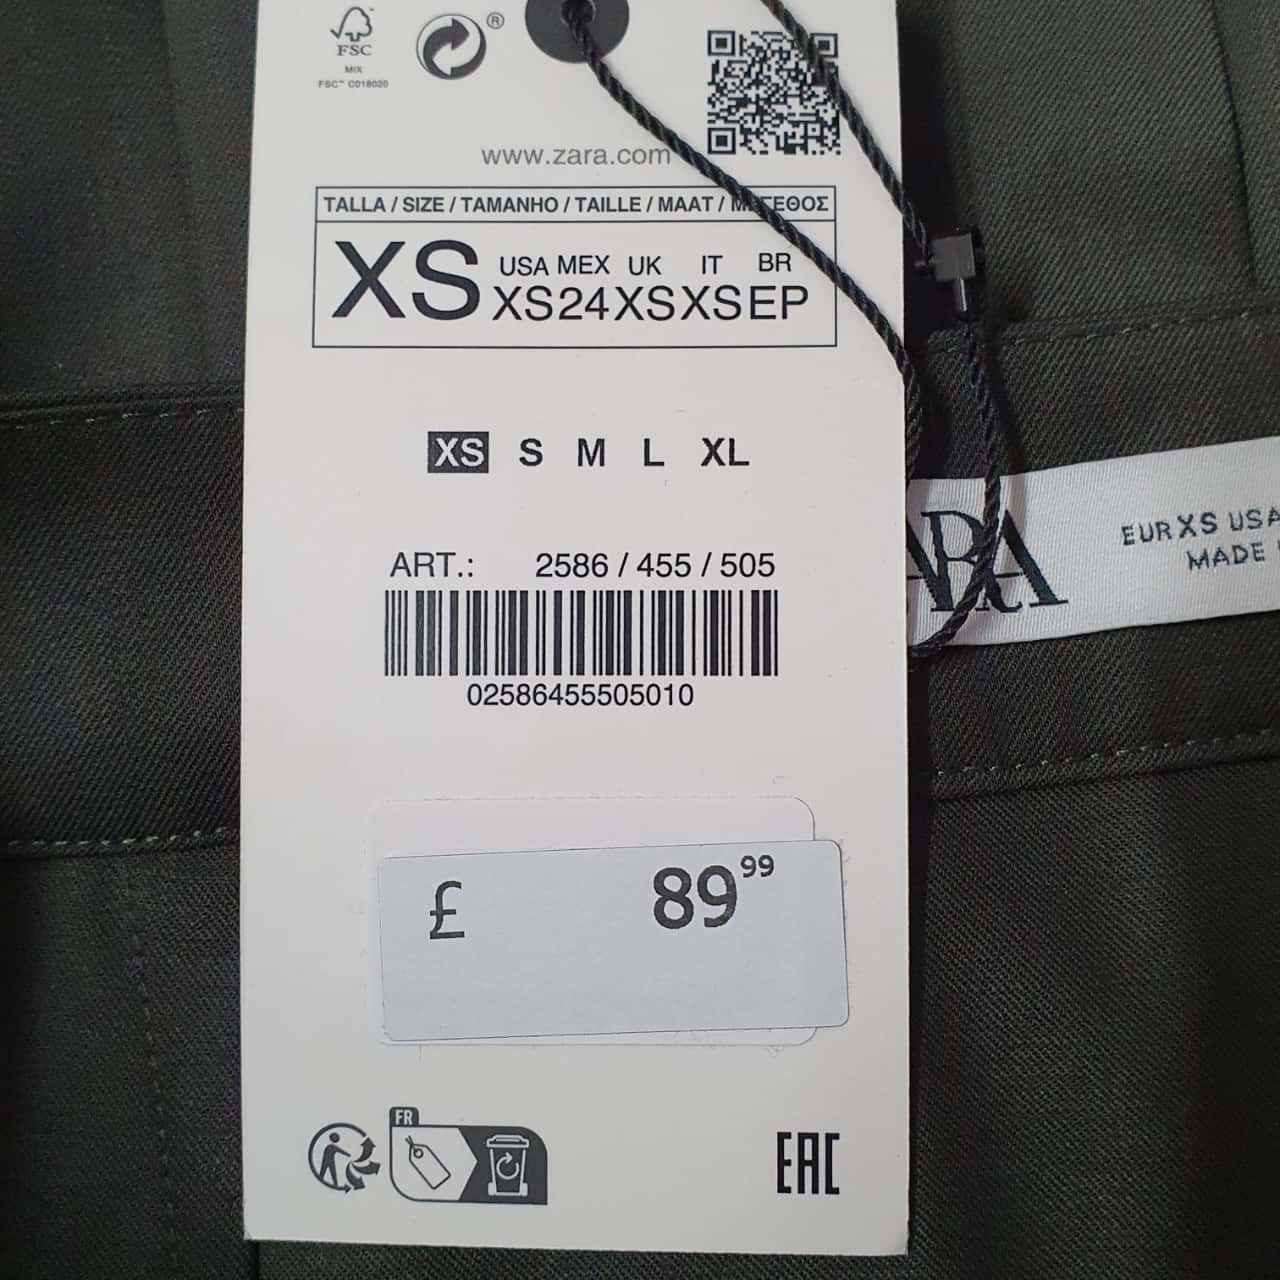 FSC
MIX
FSC™ C018020
®
www.zara.com
TALLA / SIZE / TAMANHO / TAILLE / MAAT /
XS
USA MEX UK IT BR
XS 24 XS XS EP
XS S M L XL
ART.: 2586 / 455 / 505
02586455505010
£ 89 99
FR
EAC
EUR XS USA
MADE